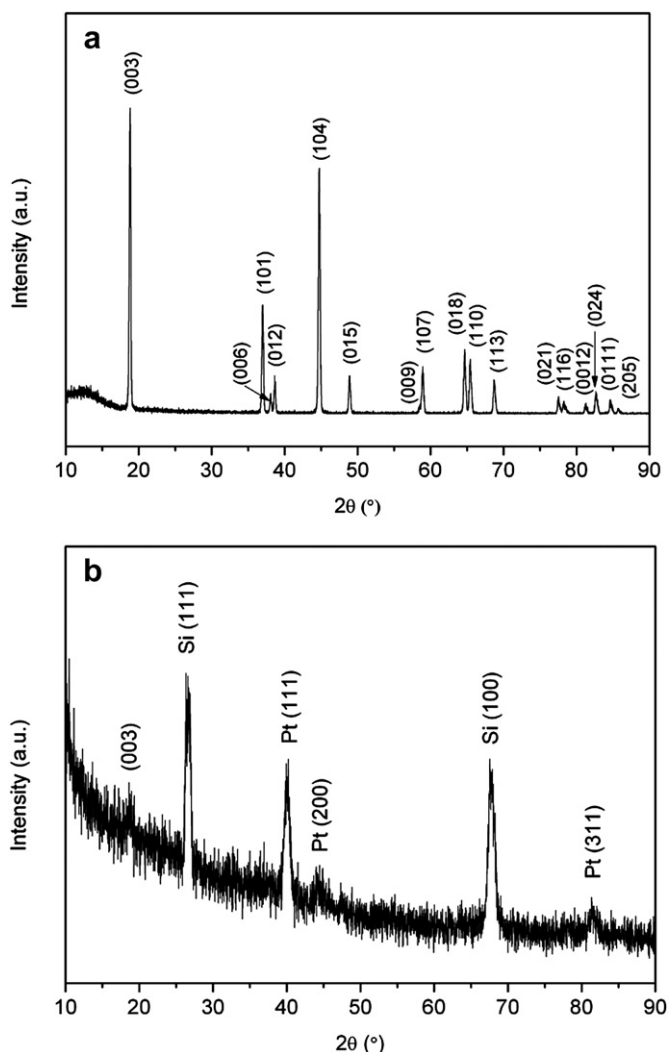 a
(003)
(104)
(101)
(012)
(006)
(015)
(009)
(107)
(018)
(110)
(113)
(021)
(116)
(0012)
(024)
(0111)
(205)
Intensity (a.u.)
10 20 30 40 50 60 70 80 90
2θ (°)
b
(003)
Si (111)
Pt (111)
Pt (200)
Si (100)
Pt (311)
Intensity (a.u.)
10 20 30 40 50 60 70 80 90
2θ (°)